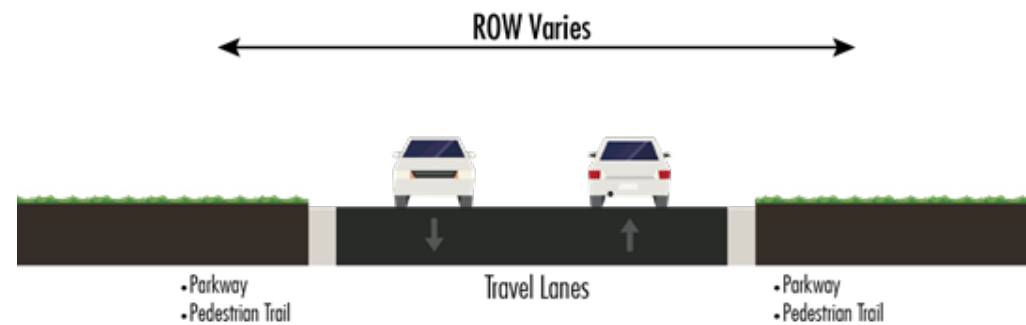 ROW Varies
• Parkway
• Pedestrian Trail
Travel Lanes
• Parkway
• Pedestrian Trail